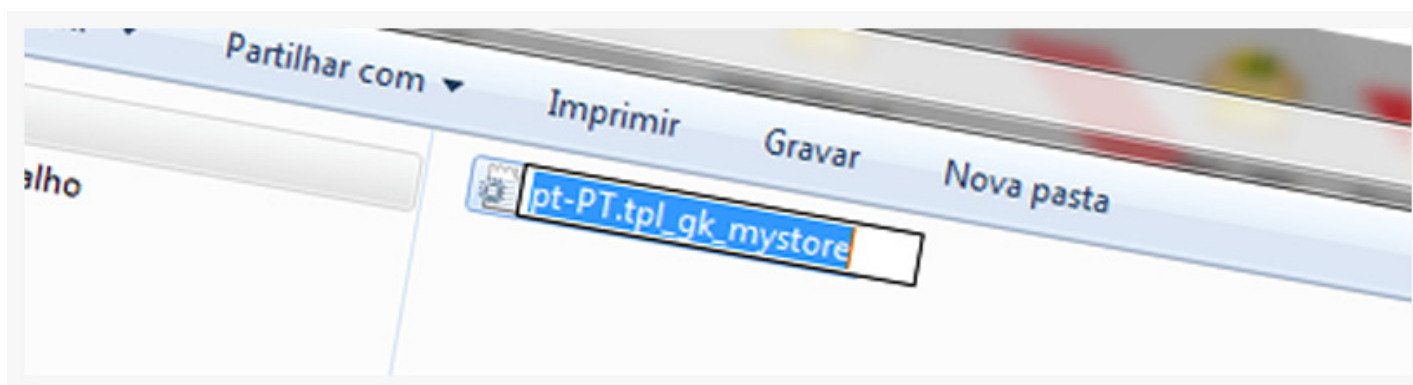 Partilhar com
Imprimir
Gravar
Nova pasta
alho
pt-PT.tpl_gk_mystore